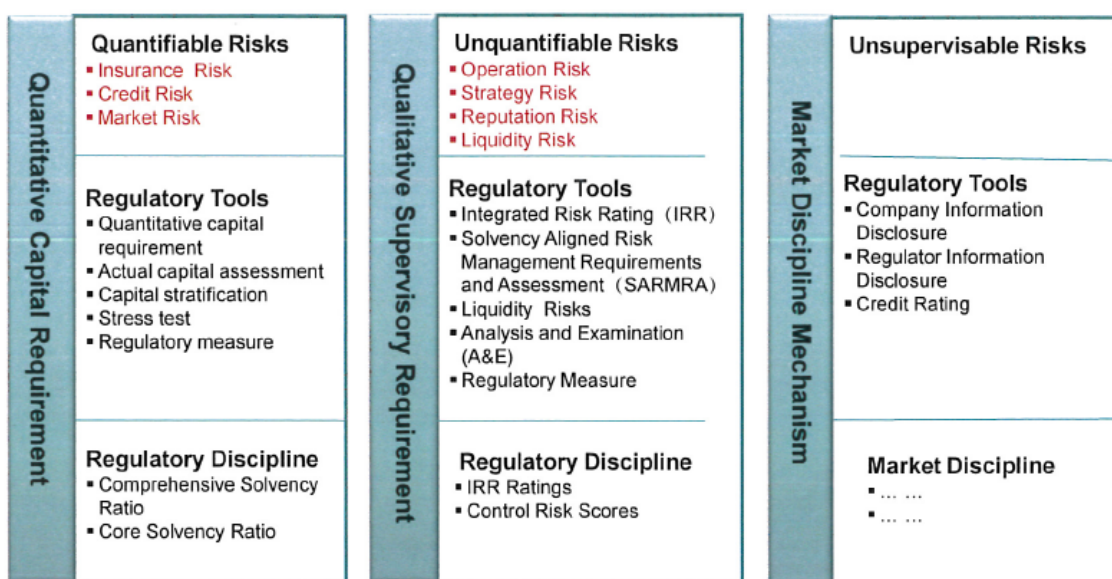 Quantitative Capital Requirement
Quantifiable Risks
▪ Insurance Risk
▪ Credit Risk
▪ Market Risk
Regulatory Tools
▪ Quantitative capital
requirement
▪ Actual capital assessment
▪ Capital stratification
▪ Stress test
▪ Regulatory measure
Regulatory Discipline
▪ Comprehensive Solvency
Ratio
▪ Core Solvency Ratio
Qualitative Supervisory Requirement
Unquantifiable Risks
▪ Operation Risk
▪ Strategy Risk
▪ Reputation Risk
▪ Liquidity Risk
Regulatory Tools
▪ Integrated Risk Rating (IRR)
▪ Solvency Aligned Risk
Management Requirements
and Assessment (SARMRA)
▪ Liquidity Risks
▪ Analysis and Examination
(A&E)
▪ Regulatory Measure
Regulatory Discipline
▪ IRR Ratings
▪ Control Risk Scores
Market Discipline Mechanism
Unsupervisable Risks
Regulatory Tools
▪ Company Information
Disclosure
▪ Regulator Information
Disclosure
▪ Credit Rating
Market Discipline
▪ ... ...
▪ ... ...